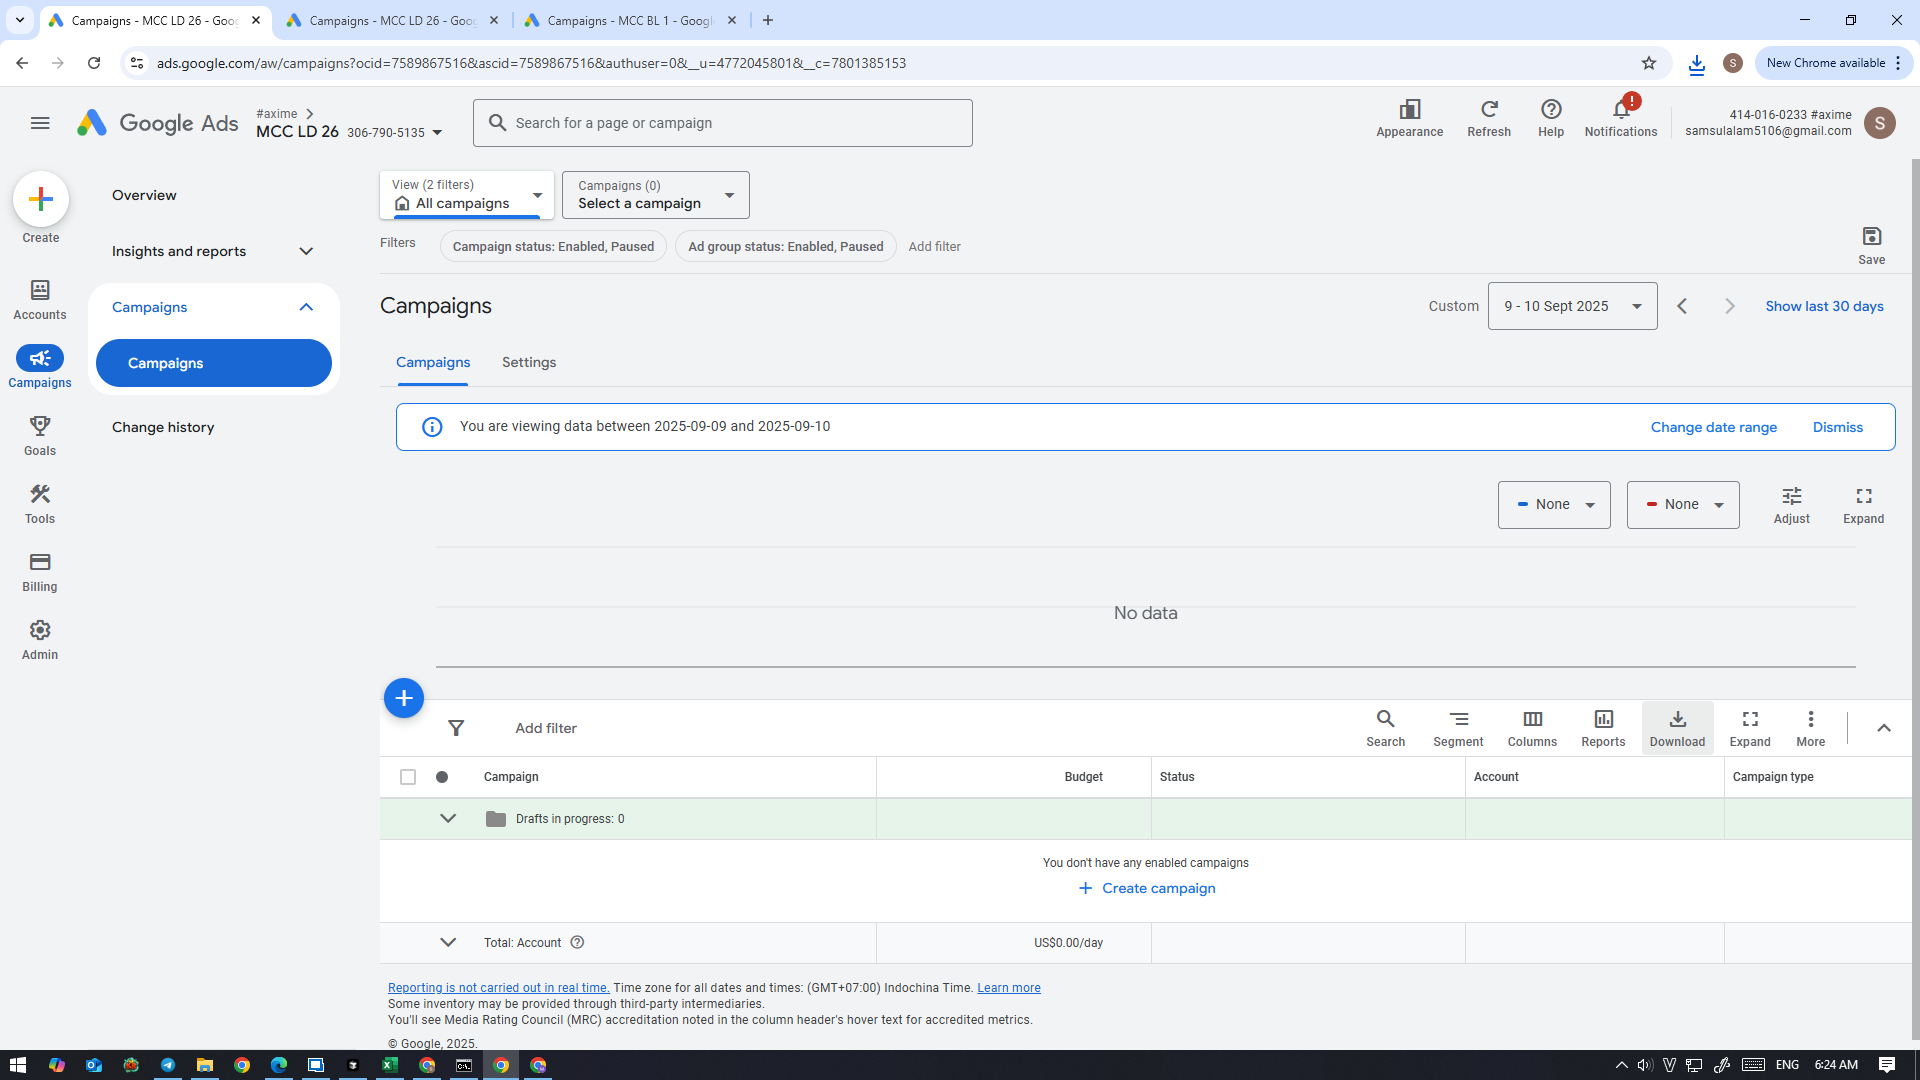 Campaigns - MCC LD 26 - Goog
Campaigns - MCC LD 26 - Goog
Campaigns - MCC BL 1 - Google
ads.google.com/aw/campaigns?ocid=7589867516&ascid=7589867516&authuser=0&__u=4772045801&__c=7801385153
S
New Chrome available
Google Ads
#axime
MCC LD 26 306-790-5135
Search for a page or campaign
Appearance
Refresh
Help
!
Notifications
414-016-0233 #axime
samsulalam5106@gmail.com
S
Create
Accounts
Campaigns
Goals
Tools
Billing
Admin
Overview
Insights and reports
Campaigns
Campaigns
Change history
View (2 filters)
All campaigns
Campaigns (0)
Select a campaign
Filters
Campaign status: Enabled, Paused
Ad group status: Enabled, Paused
Add filter
Save
Campaigns
Custom
9 - 10 Sept 2025
Show last 30 days
Campaigns
Settings
You are viewing data between 2025-09-09 and 2025-09-10
Change date range
Dismiss
None
None
Adjust
Expand
No data
Add filter
Search
Segment
Columns
Reports
Download
Expand
More
Campaign
Budget
Status
Account
Campaign type
Drafts in progress: 0
You don't have any enabled campaigns
Create campaign
Total: Account
US$0.00/day
Reporting is not carried out in real time. Time zone for all dates and times: (GMT+07:00) Indochina Time. Learn more
Some inventory may be provided through third-party intermediaries.
You'll see Media Rating Council (MRC) accreditation noted in the column header's hover text for accredited metrics.
© Google, 2025.
ENG
6:24 AM